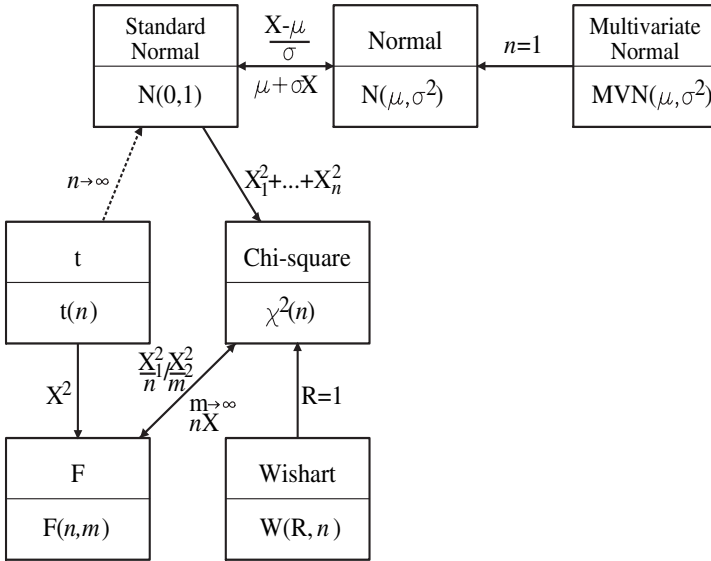 Standard
Normal
N(0,1)
X-μ
σ
μ+σX
Normal
N(μ,σ²)
n=1
Multivariate
Normal
MVN(μ,σ²)
n→∞
X₁²+...+Xₙ²
t
t(n)
Chi-square
χ²(n)
X²
X₁²/X₂²
n m
m→∞
nX
R=1
F
F(n,m)
Wishart
W(R,n)